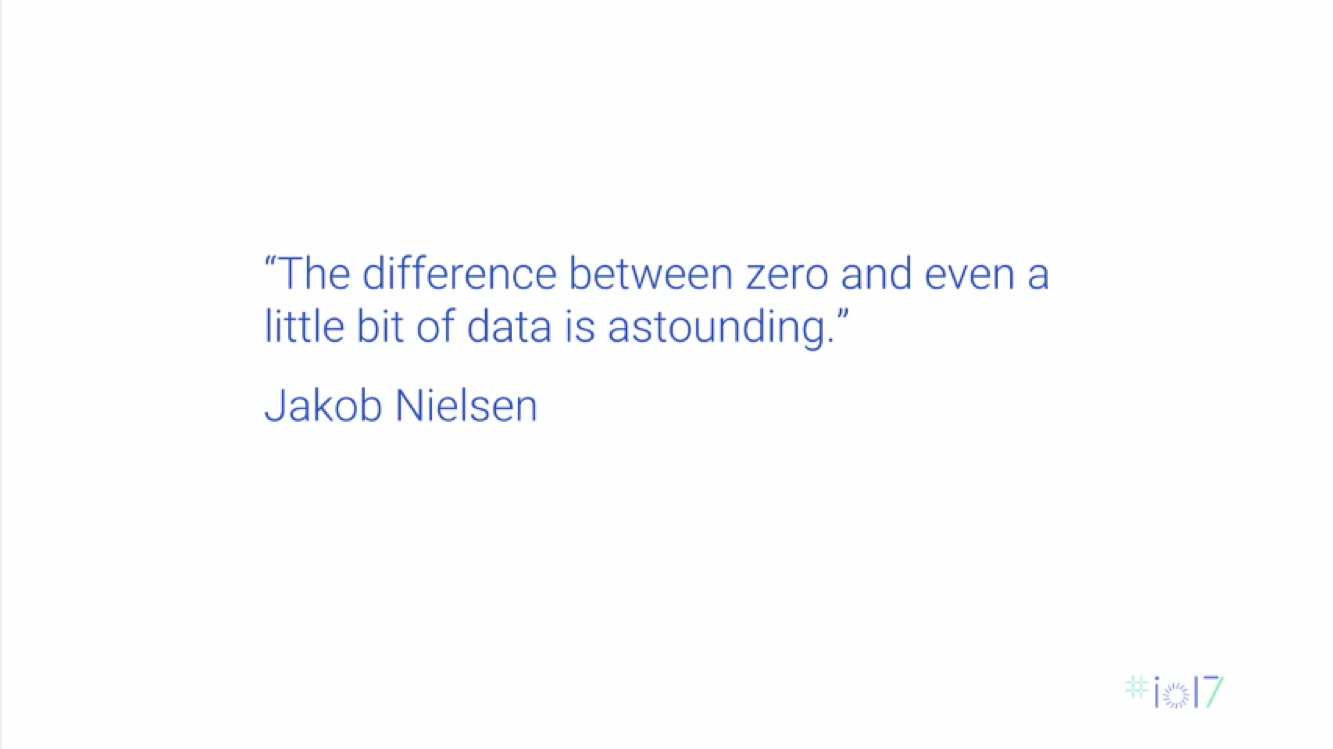 “The difference between zero and even a
little bit of data is astounding.”
Jakob Nielsen
#io17